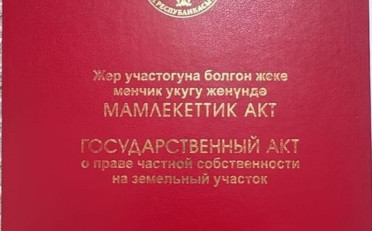 РЕСПУБЛИКАСЫ
Жер участогуна болгон жеке
менчик укугу жөнүндө
МАМЛЕКЕТТИК АКТ
ГОСУДАРСТВЕННЫЙ АКТ
о праве частной собственности
на земельный участок